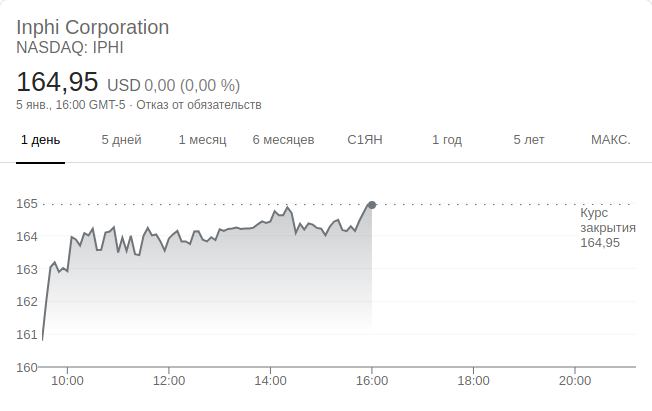 Inphi Corporation
NASDAQ: IPHI
164,95 USD 0,00 (0,00 %)
5 янв., 16:00 GMT-5 · Отказ от обязательств
1 день 5 дней 1 месяц 6 месяцев С1ЯН 1 год 5 лет МАКС.
165
Курс
закрытия
164,95
164
163
162
161
160
10:00 12:00 14:00 16:00 18:00 20:00